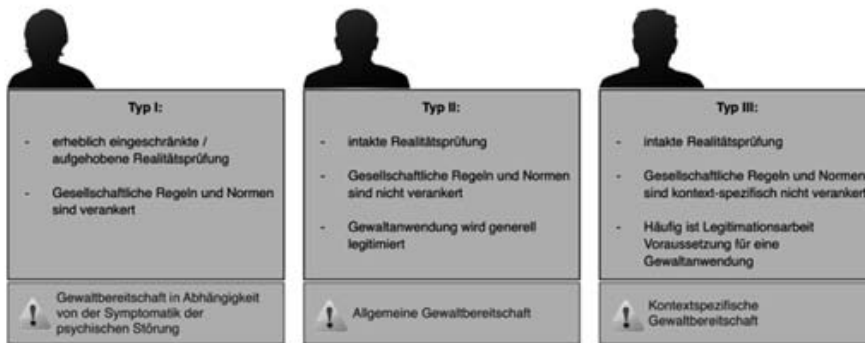 Typ I:
- erheblich eingeschränkte /
aufgehobene Realitätsprüfung
- Gesellschaftliche Regeln und Normen
sind verankert
Gewaltbereitschaft in Abhängigkeit
von der Symptomatik der
psychischen Störung
Typ II:
- intakte Realitätsprüfung
- Gesellschaftliche Regeln und Normen
sind nicht verankert
- Gewaltanwendung wird generell
legitimiert
Allgemeine Gewaltbereitschaft
Typ III:
- intakte Realitätsprüfung
- Gesellschaftliche Regeln und Normen
sind kontext-spezifisch nicht verankert
- Häufig ist Legitimationsarbeit
Voraussetzung für eine
Gewaltanwendung
Kontextspezifische
Gewaltbereitschaft